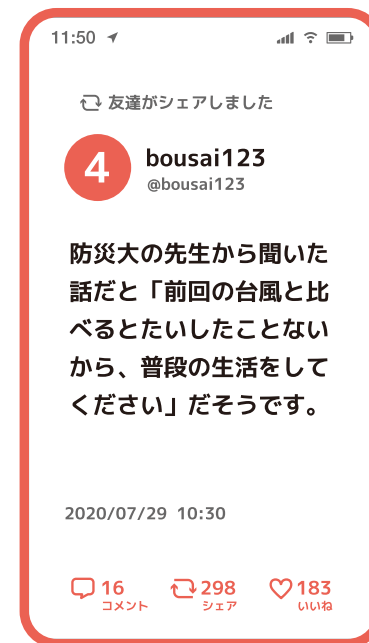 11:50
友達がシェアしました
4
bousai123
@bousai123
防災大の先生から聞いた
話だと「前回の台風と比
べるとたいしたことない
から、普段の生活をして
ください」だそうです。
2020/07/29 10:30
16 298 183
コメント シェア いいね